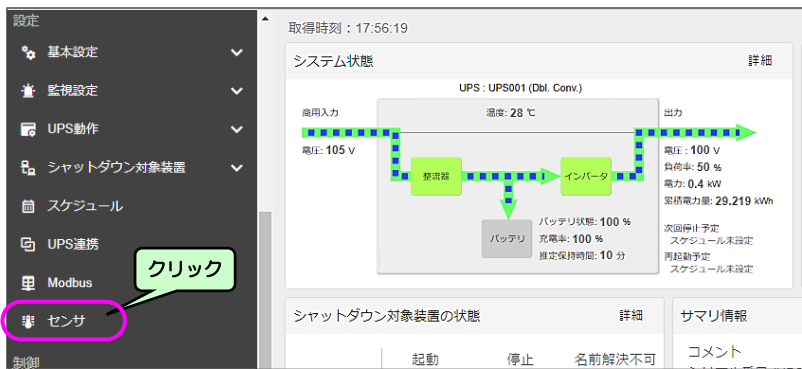 設定
基本設定
監視設定
UPS動作
シャットダウン対象装置
スケジュール
UPS連携
Modbus
クリック
センサ
制御
取得時刻：17:56:19
システム状態
詳細
UPS : UPS001 (Dbl. Conv.)
商用入力
温度: 28 ℃
出力
電圧: 105 V
整流器
インバータ
電圧 : 100 V
負荷率: 50 %
電力: 0.4 kW
累積電力量: 29.219 kWh
バッテリ
バッテリ状態: 100 %
充電率: 100 %
推定保持時間: 10 分
次回停止予定
スケジュール未設定
再起動予定
スケジュール未設定
シャットダウン対象装置の状態
詳細
起動
停止
名前解決不可
サマリ情報
コメント